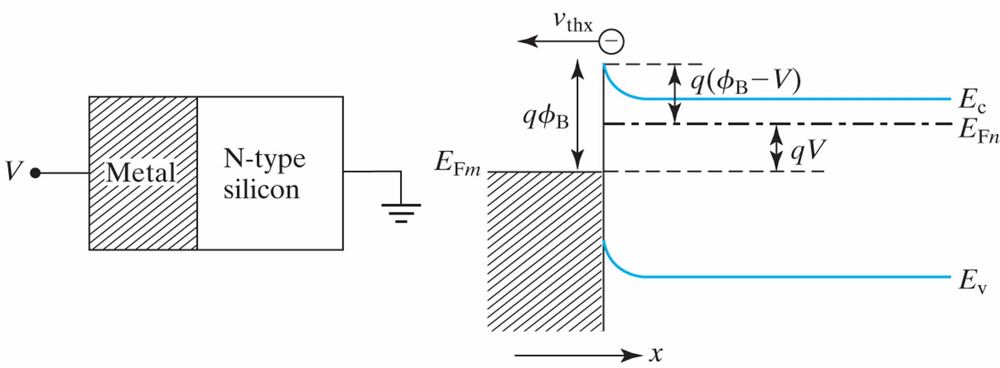 V
Metal
N-type
silicon
v_thx
−
q(ϕ_B − V)
qϕ_B
E_c
E_Fn
qV
E_Fm
E_v
x